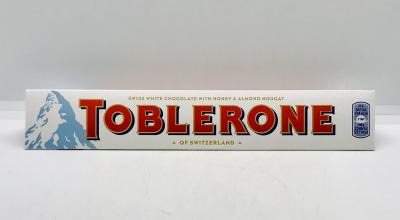 SWISS WHITE CHOCOLATE WITH HONEY & ALMOND NOUGAT
TOBLERONE
OF SWITZERLAND